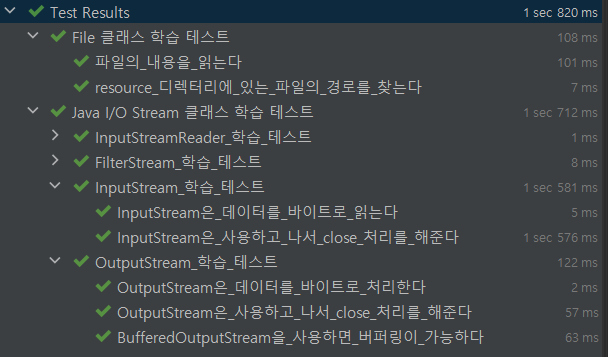 Test Results 1 sec 820 ms
File 클래스 학습 테스트 108 ms
파일의_내용을_읽는다 101 ms
resource_디렉터리에_있는_파일의_경로를_찾는다 7 ms
Java I/O Stream 클래스 학습 테스트 1 sec 712 ms
InputStreamReader_학습_테스트 1 ms
FilterStream_학습_테스트 8 ms
InputStream_학습_테스트 1 sec 581 ms
InputStream은_데이터를_바이트로_읽는다 5 ms
InputStream은_사용하고_나서_close_처리를_해준다 1 sec 576 ms
OutputStream_학습_테스트 122 ms
OutputStream은_데이터를_바이트로_처리한다 2 ms
OutputStream은_사용하고_나서_close_처리를_해준다 57 ms
BufferedOutputStream을_사용하면_버퍼링이_가능하다 63 ms